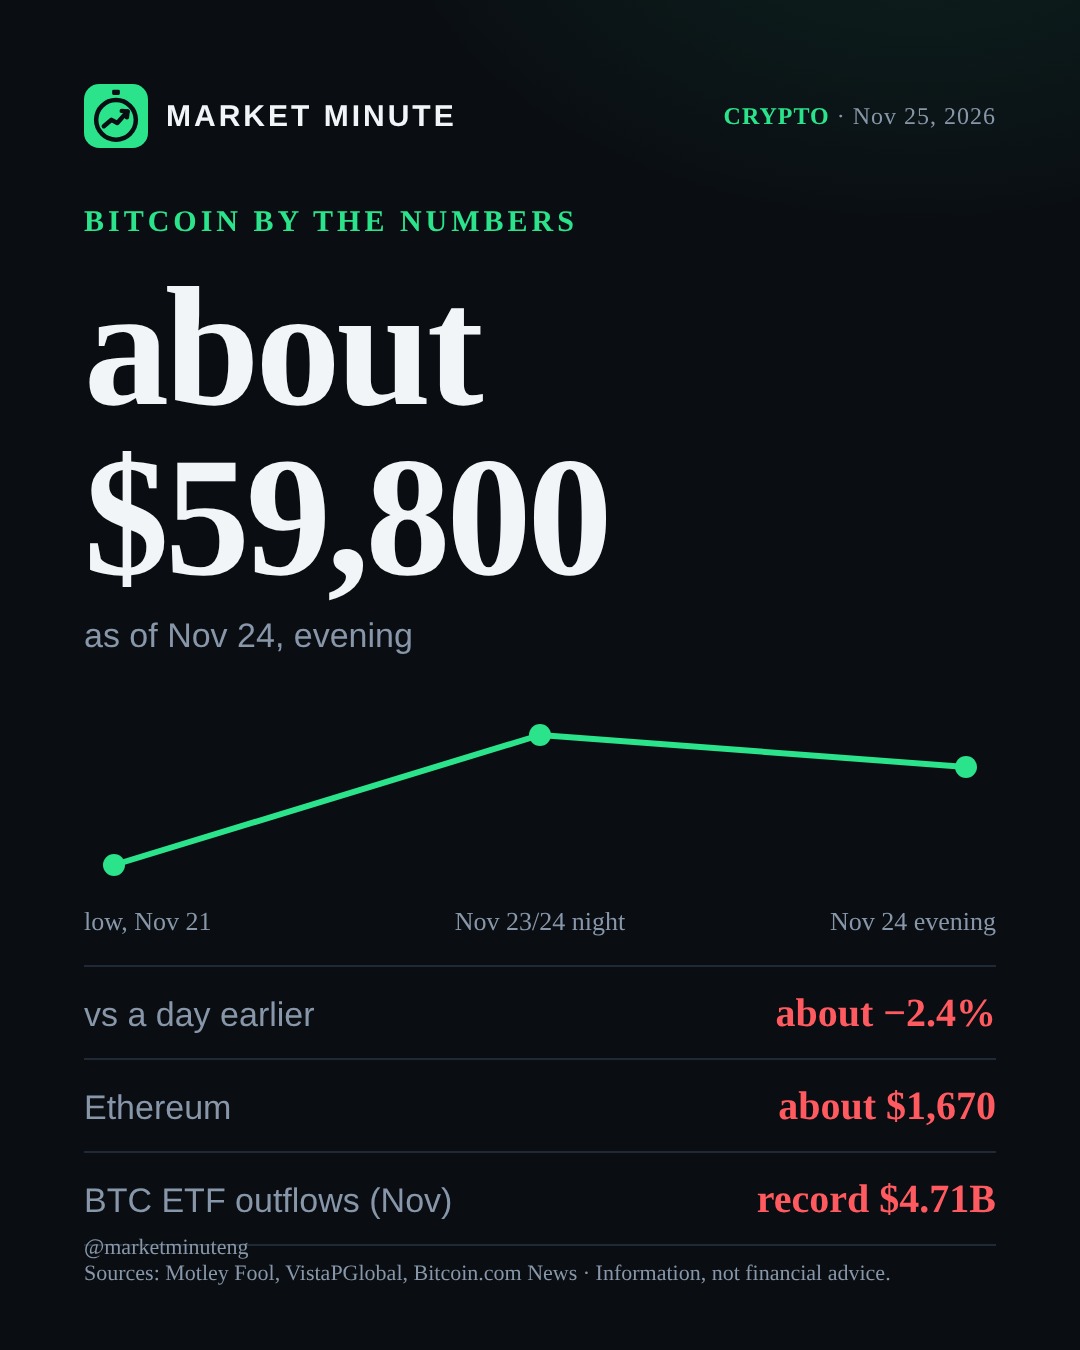 MARKET MINUTE
CRYPTO · Nov 25, 2026
BITCOIN BY THE NUMBERS
about
$59,800
as of Nov 24, evening
low, Nov 21
Nov 23/24 night
Nov 24 evening
vs a day earlier
about −2.4%
Ethereum
about $1,670
BTC ETF outflows (Nov)
record $4.71B
@marketminuteng
Sources: Motley Fool, VistaPGlobal, Bitcoin.com News · Information, not financial advice.